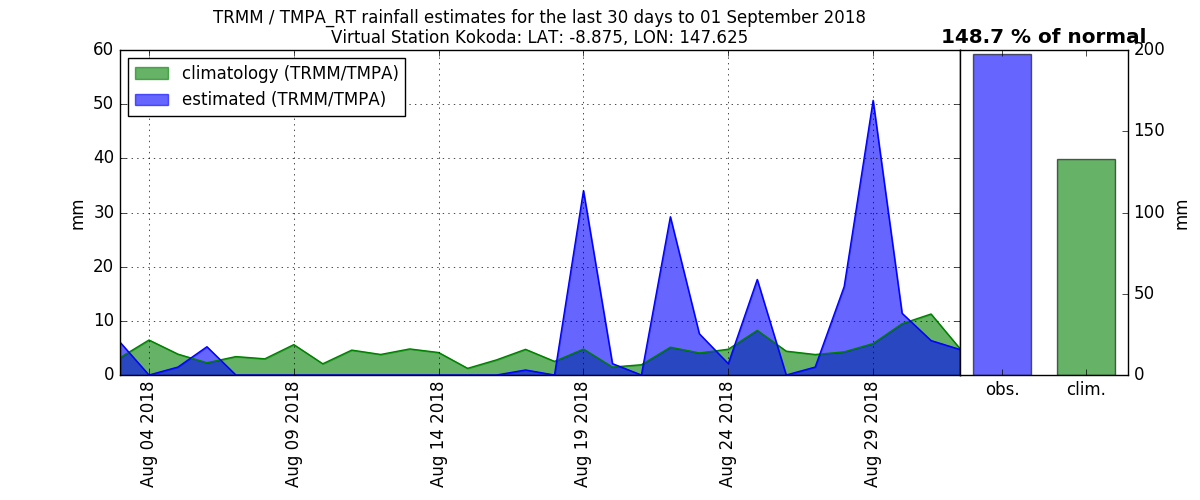 TRMM / TMPA_RT rainfall estimates for the last 30 days to 01 September 2018
Virtual Station Kokoda: LAT: -8.875, LON: 147.625
148.7 % of normal
climatology (TRMM/TMPA)
estimated (TRMM/TMPA)
60
50
40
30
20
10
0
mm
Aug 04 2018
Aug 09 2018
Aug 14 2018
Aug 19 2018
Aug 24 2018
Aug 29 2018
200
150
100
50
0
mm
obs.
clim.